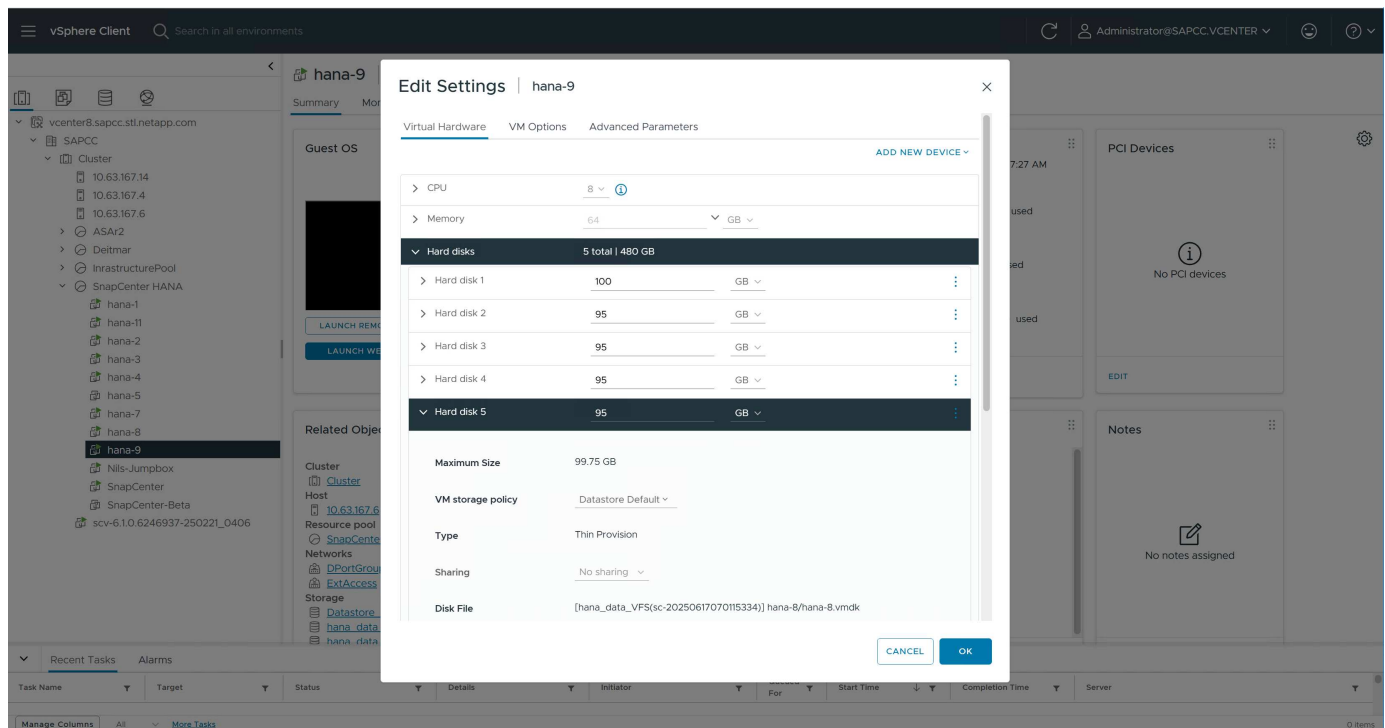 vSphere Client
Search in all environments
Administrator@SAPCC.VCENTER
vcenter8.sapcc.stl.netapp.com
SAPCC
Cluster
10.63.167.14
10.63.167.4
10.63.167.6
ASAr2
Deitmar
InrastructurePool
SnapCenter HANA
hana-1
hana-11
hana-2
hana-3
hana-4
hana-5
hana-7
hana-8
hana-9
Nils-Jumpbox
SnapCenter
SnapCenter-Beta
scv-6.1.0.6246937-250221_0406
hana-9
Summary Mor
Guest OS
LAUNCH REMO
LAUNCH WE
Related Obje
Cluster
Cluster
Host
10.63.167.6
Resource pool
SnapCente
Networks
DPortGrou
ExtAccess
Storage
Datastore_
hana_data
hana_data
Edit Settings | hana-9
Virtual Hardware VM Options Advanced Parameters
ADD NEW DEVICE
CPU 8
Memory 64 GB
Hard disks 5 total | 480 GB
Hard disk 1 100 GB
Hard disk 2 95 GB
Hard disk 3 95 GB
Hard disk 4 95 GB
Hard disk 5 95 GB
Maximum Size 99.75 GB
VM storage policy Datastore Default
Type Thin Provision
Sharing No sharing
Disk File [hana_data_VFS(sc-20250617070115334)] hana-8/hana-8.vmdk
CANCEL OK
7:27 AM
used
sed
used
PCI Devices
No PCI devices
EDIT
Notes
No notes assigned
Recent Tasks Alarms
Task Name Target Status Details Initiator For Start Time Completion Time Server
Manage Columns All More Tasks 0 items